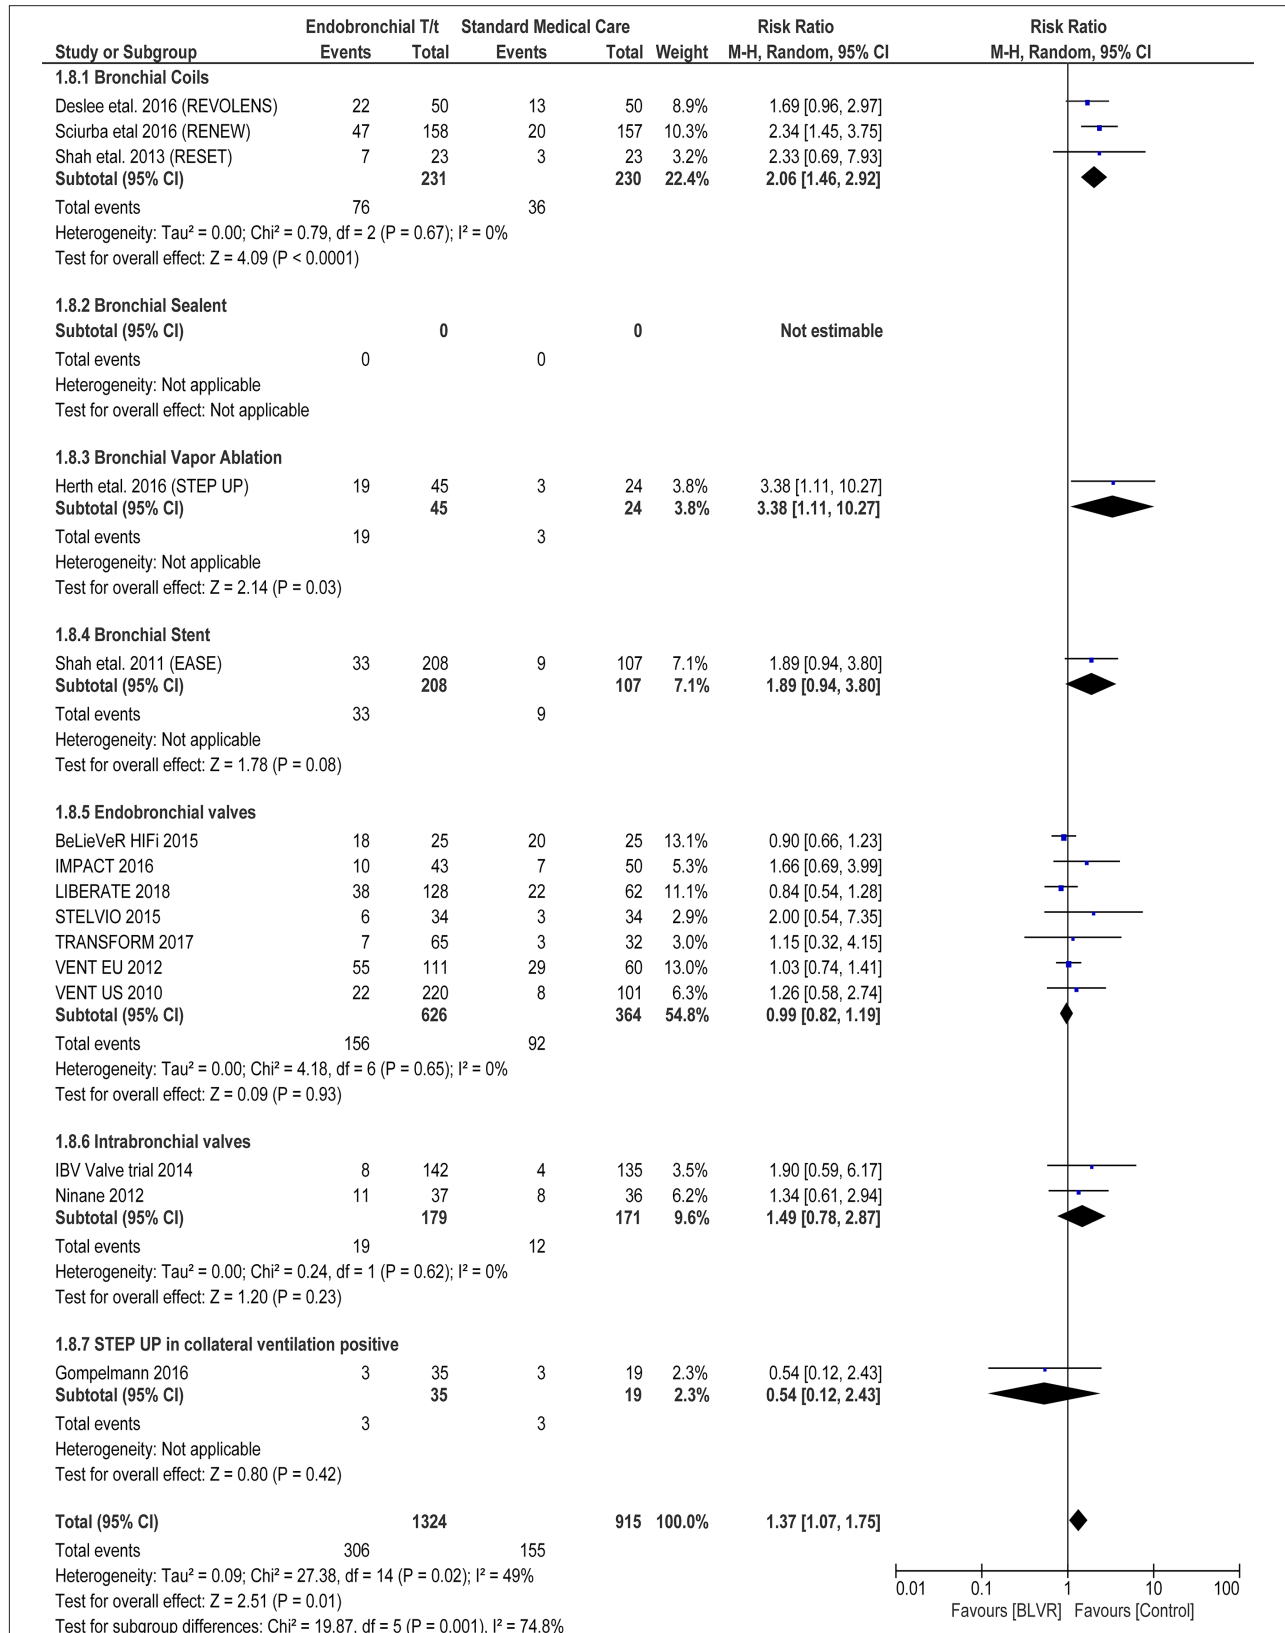 Endobronchial T/t Standard Medical Care Risk Ratio Risk Ratio
Study or Subgroup Events Total Events Total Weight M-H, Random, 95% CI M-H, Random, 95% CI
1.8.1 Bronchial Coils
Deslee etal. 2016 (REVOLENS) 22 50 13 50 8.9% 1.69 [0.96, 2.97]
Sciurba etal 2016 (RENEW) 47 158 20 157 10.3% 2.34 [1.45, 3.75]
Shah etal. 2013 (RESET) 7 23 3 23 3.2% 2.33 [0.69, 7.93]
Subtotal (95% CI) 231 230 22.4% 2.06 [1.46, 2.92]
Total events 76 36
Heterogeneity: Tau² = 0.00; Chi² = 0.79, df = 2 (P = 0.67); I² = 0%
Test for overall effect: Z = 4.09 (P < 0.0001)
1.8.2 Bronchial Sealent
Subtotal (95% CI) 0 0 Not estimable
Total events 0 0
Heterogeneity: Not applicable
Test for overall effect: Not applicable
1.8.3 Bronchial Vapor Ablation
Herth etal. 2016 (STEP UP) 19 45 3 24 3.8% 3.38 [1.11, 10.27]
Subtotal (95% CI) 45 24 3.8% 3.38 [1.11, 10.27]
Total events 19 3
Heterogeneity: Not applicable
Test for overall effect: Z = 2.14 (P = 0.03)
1.8.4 Bronchial Stent
Shah etal. 2011 (EASE) 33 208 9 107 7.1% 1.89 [0.94, 3.80]
Subtotal (95% CI) 208 107 7.1% 1.89 [0.94, 3.80]
Total events 33 9
Heterogeneity: Not applicable
Test for overall effect: Z = 1.78 (P = 0.08)
1.8.5 Endobronchial valves
BeLieVeR HIFi 2015 18 25 20 25 13.1% 0.90 [0.66, 1.23]
IMPACT 2016 10 43 7 50 5.3% 1.66 [0.69, 3.99]
LIBERATE 2018 38 128 22 62 11.1% 0.84 [0.54, 1.28]
STELVIO 2015 6 34 3 34 2.9% 2.00 [0.54, 7.35]
TRANSFORM 2017 7 65 3 32 3.0% 1.15 [0.32, 4.15]
VENT EU 2012 55 111 29 60 13.0% 1.03 [0.74, 1.41]
VENT US 2010 22 220 8 101 6.3% 1.26 [0.58, 2.74]
Subtotal (95% CI) 626 364 54.8% 0.99 [0.82, 1.19]
Total events 156 92
Heterogeneity: Tau² = 0.00; Chi² = 4.18, df = 6 (P = 0.65); I² = 0%
Test for overall effect: Z = 0.09 (P = 0.93)
1.8.6 Intrabronchial valves
IBV Valve trial 2014 8 142 4 135 3.5% 1.90 [0.59, 6.17]
Ninane 2012 11 37 8 36 6.2% 1.34 [0.61, 2.94]
Subtotal (95% CI) 179 171 9.6% 1.49 [0.78, 2.87]
Total events 19 12
Heterogeneity: Tau² = 0.00; Chi² = 0.24, df = 1 (P = 0.62); I² = 0%
Test for overall effect: Z = 1.20 (P = 0.23)
1.8.7 STEP UP in collateral ventilation positive
Gompelmann 2016 3 35 3 19 2.3% 0.54 [0.12, 2.43]
Subtotal (95% CI) 35 19 2.3% 0.54 [0.12, 2.43]
Total events 3 3
Heterogeneity: Not applicable
Test for overall effect: Z = 0.80 (P = 0.42)
Total (95% CI) 1324 915 100.0% 1.37 [1.07, 1.75]
Total events 306 155
Heterogeneity: Tau² = 0.09; Chi² = 27.38, df = 14 (P = 0.02); I² = 49%
Test for overall effect: Z = 2.51 (P = 0.01)
Test for subgroup differences: Chi² = 19.87, df = 5 (P = 0.001), I² = 74.8%
0.01 0.1 1 10 100
Favours [BLVR] Favours [Control]